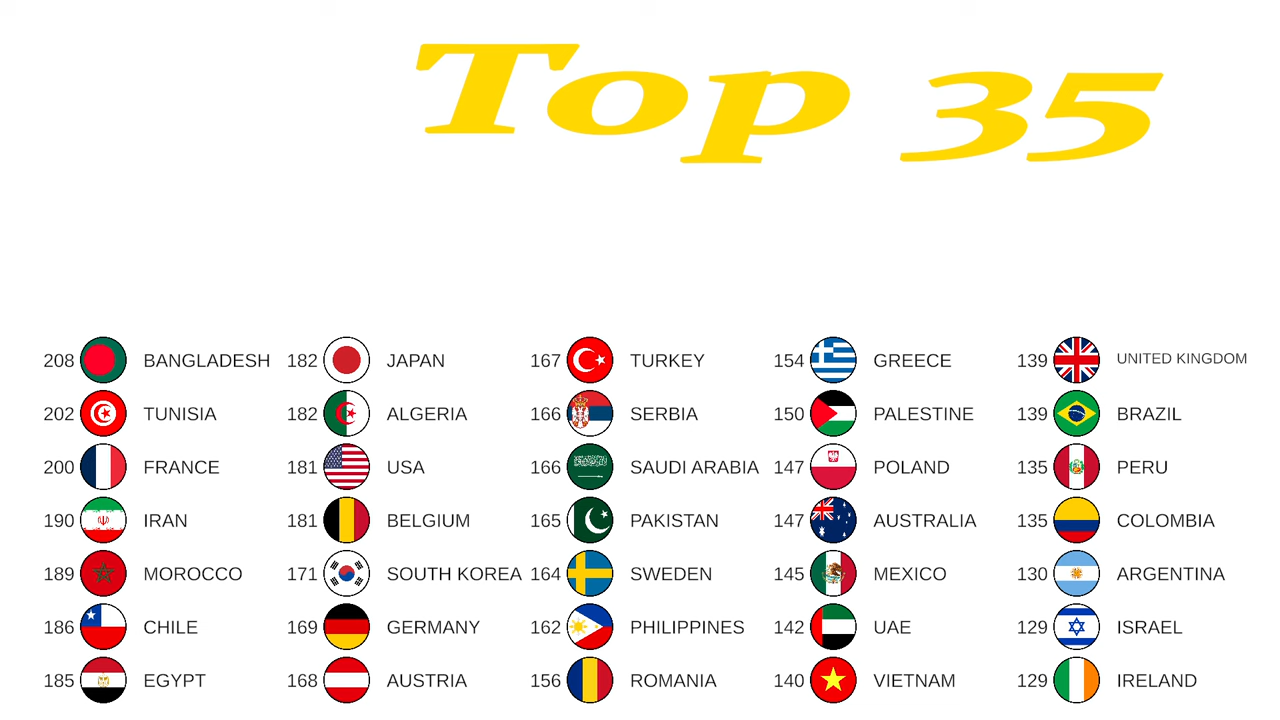 Top 35
208 BANGLADESH 182 JAPAN 167 TURKEY 154 GREECE 139 UNITED KINGDOM
202 TUNISIA 182 ALGERIA 166 SERBIA 150 PALESTINE 139 BRAZIL
200 FRANCE 181 USA 166 SAUDI ARABIA 147 POLAND 135 PERU
190 IRAN 181 BELGIUM 165 PAKISTAN 147 AUSTRALIA 135 COLOMBIA
189 MOROCCO 171 SOUTH KOREA 164 SWEDEN 145 MEXICO 130 ARGENTINA
186 CHILE 169 GERMANY 162 PHILIPPINES 142 UAE 129 ISRAEL
185 EGYPT 168 AUSTRIA 156 ROMANIA 140 VIETNAM 129 IRELAND